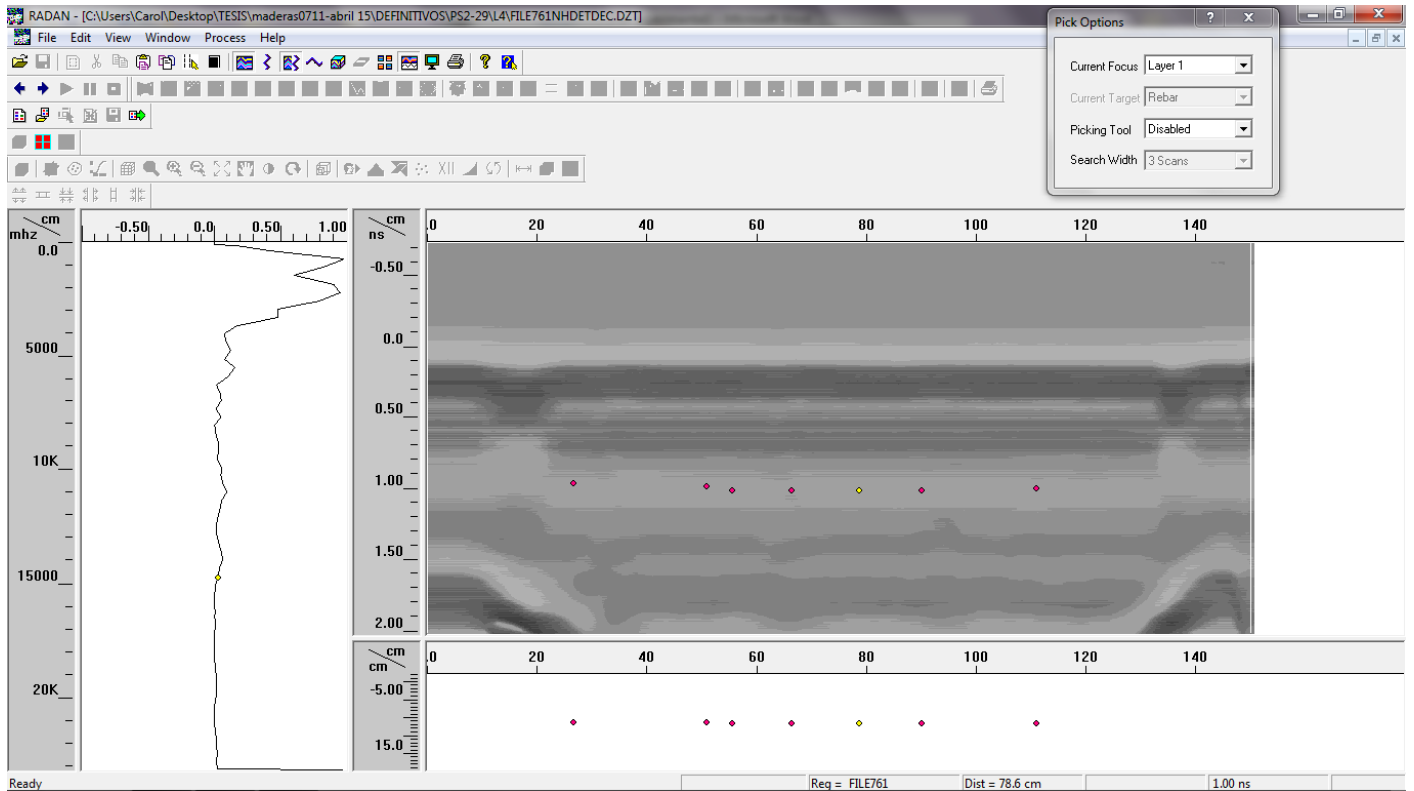 RADAN - [C:\Users\Carol\Desktop\TESIS\maderas0711-abril 15\DEFINITIVOS\PS2-29\L4\FILE761NHDETDEC.DZT]
File Edit View Window Process Help
Pick Options
Current Focus Layer 1
Current Target Rebar
Picking Tool Disabled
Search Width 3 Scans
cm
mhz
-0.50 0.0 0.50 1.00
0.0
5000
10K
15000
20K
cm
ns
.0 20 40 60 80 100 120 140
-0.50
0.0
0.50
1.00
1.50
2.00
cm
cm
.0 20 40 60 80 100 120 140
-5.00
15.0
Ready Reg = FILE761 Dist = 78.6 cm 1.00 ns